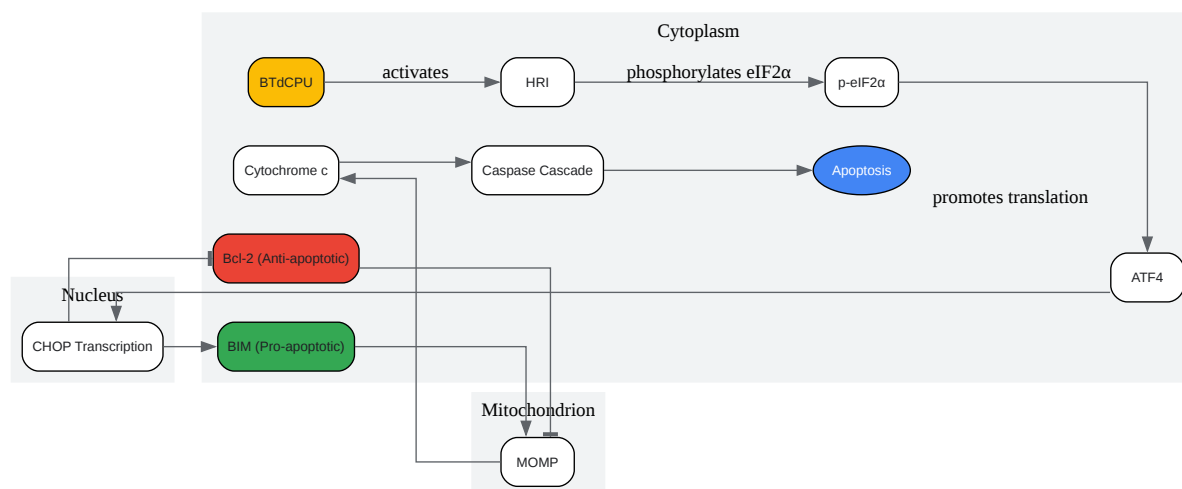 Cytoplasm
BTdCPU
activates
HRI
phosphorylates eIF2α
p-eIF2α
Cytochrome c
Caspase Cascade
Apoptosis
promotes translation
Bcl-2 (Anti-apoptotic)
ATF4
Nucleus
CHOP Transcription
BIM (Pro-apoptotic)
Mitochondrion
MOMP